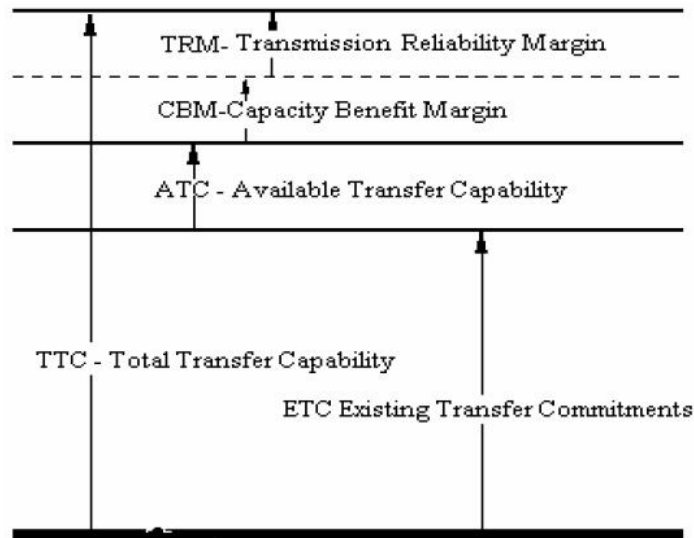 TRM- Transmission Reliability Margin
CBM-Capacity Benefit Margin
ATC - Available Transfer Capability
TTC - Total Transfer Capability
ETC Existing Transfer Commitments